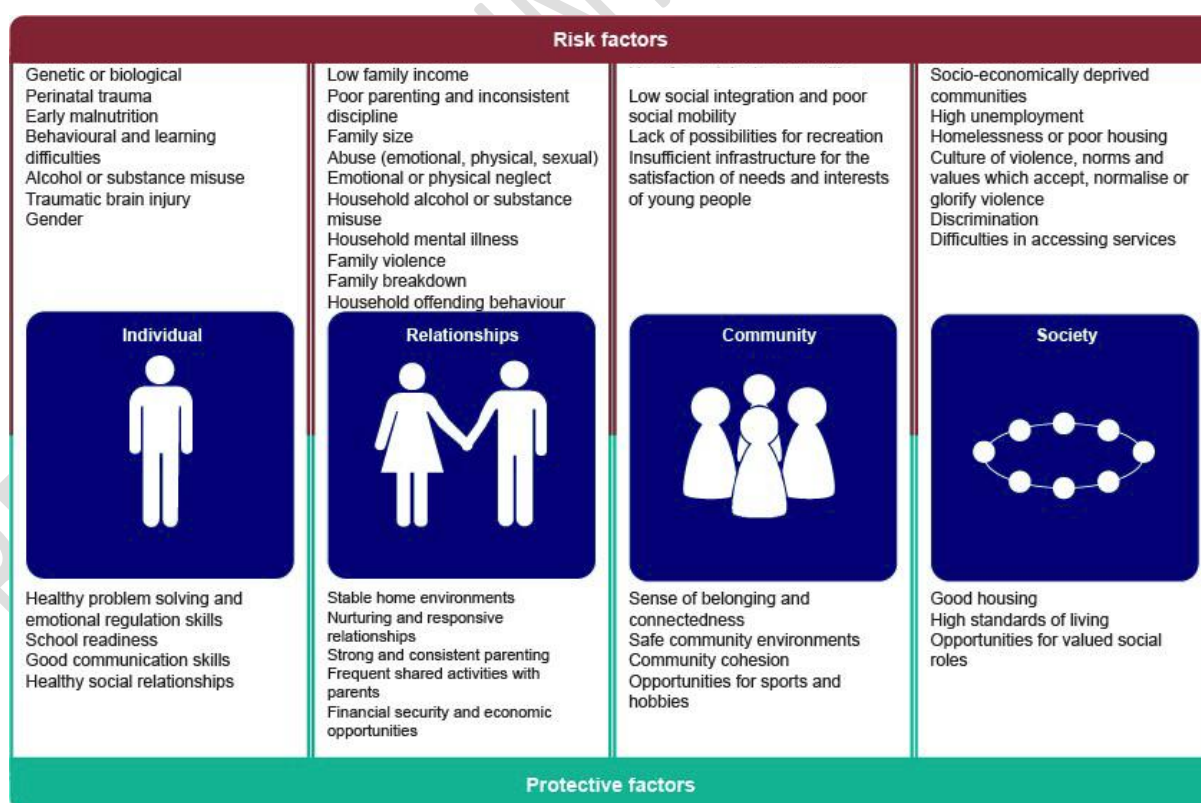 Risk factors
Genetic or biological
Perinatal trauma
Early malnutrition
Behavioural and learning
difficulties
Alcohol or substance misuse
Traumatic brain injury
Gender
Low family income
Poor parenting and inconsistent
discipline
Family size
Abuse (emotional, physical, sexual)
Emotional or physical neglect
Household alcohol or substance
misuse
Household mental illness
Family violence
Family breakdown
Household offending behaviour
Low social integration and poor
social mobility
Lack of possibilities for recreation
Insufficient infrastructure for the
satisfaction of needs and interests
of young people
Socio-economically deprived
communities
High unemployment
Homelessness or poor housing
Culture of violence, norms and
values which accept, normalise or
glorify violence
Discrimination
Difficulties in accessing services
Individual
Relationships
Community
Society
Healthy problem solving and
emotional regulation skills
School readiness
Good communication skills
Healthy social relationships
Stable home environments
Nurturing and responsive
relationships
Strong and consistent parenting
Frequent shared activities with
parents
Financial security and economic
opportunities
Sense of belonging and
connectedness
Safe community environments
Community cohesion
Opportunities for sports and
hobbies
Good housing
High standards of living
Opportunities for valued social
roles
Protective factors